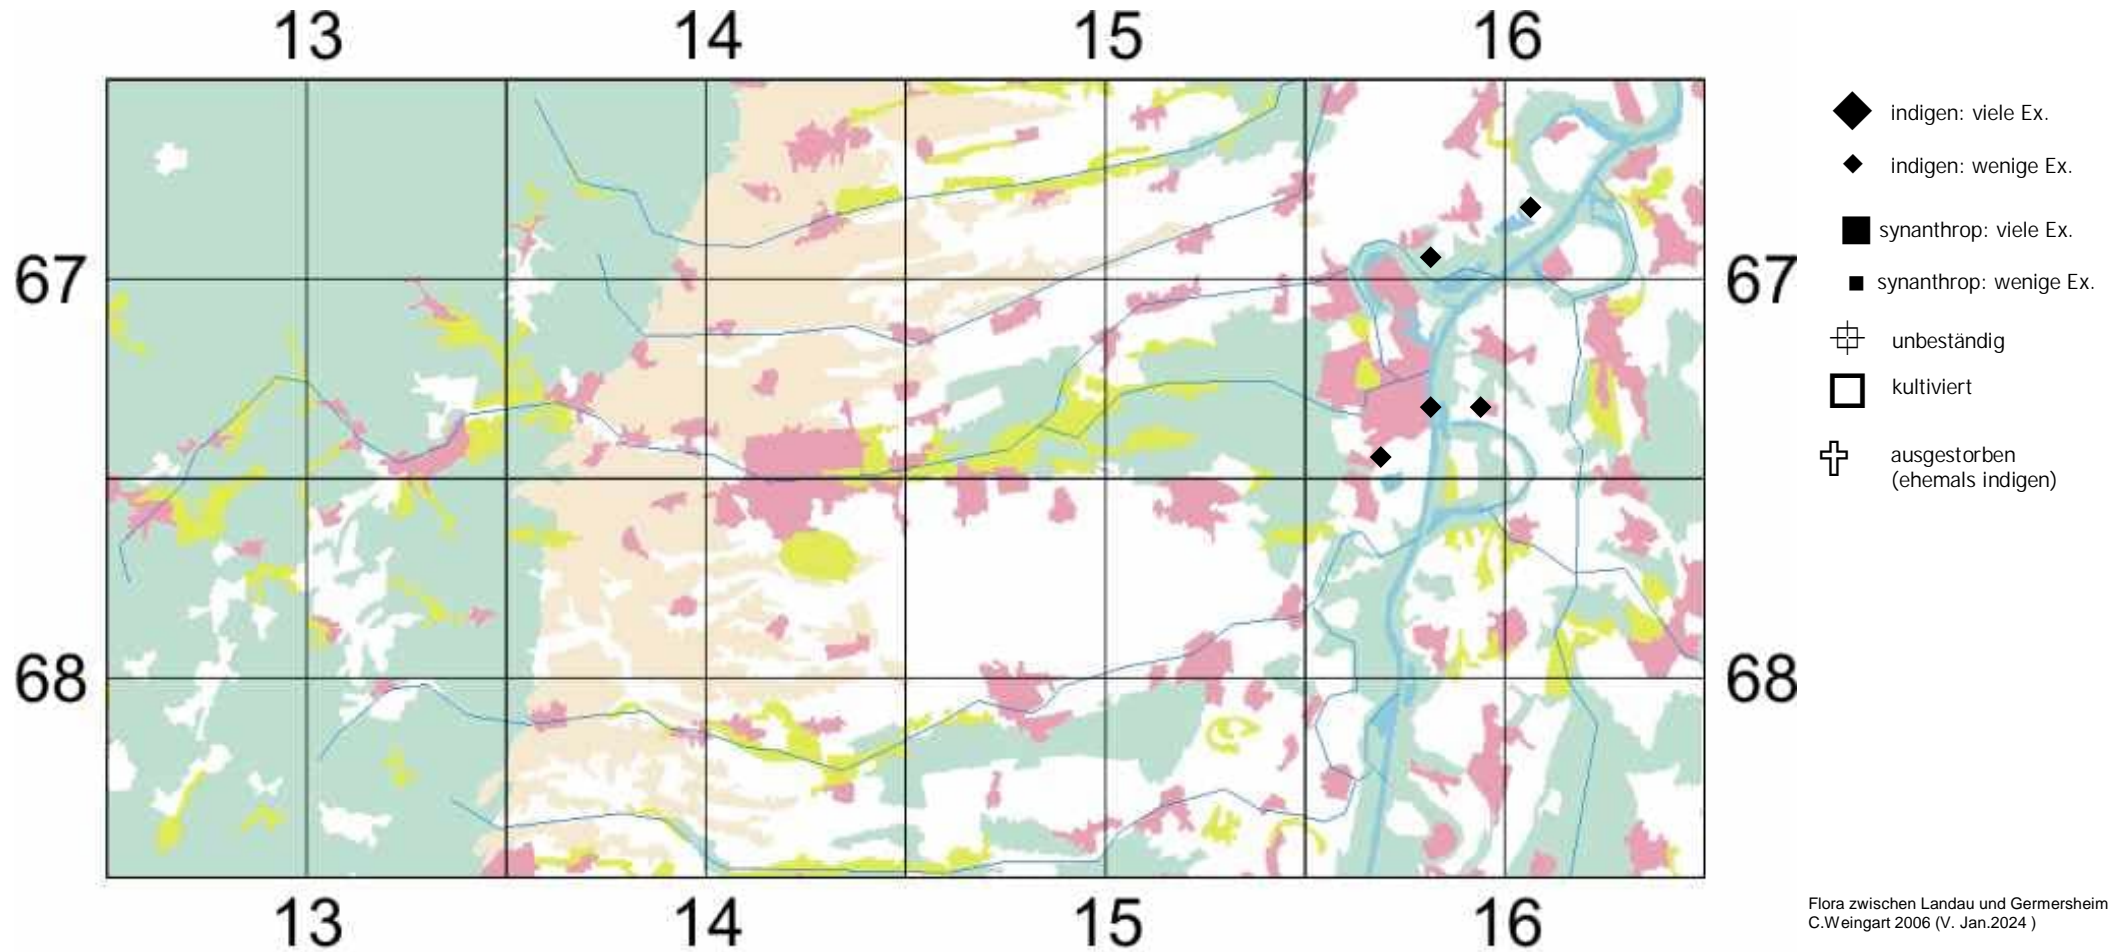 13 14 15 16
indigen: viele Ex.
indigen: wenige Ex.
synanthrop: viele Ex.
67 67
synanthrop: wenige Ex.
unbeständig
kultiviert
ausgestorben
(ehemals indigen)
68 68
13 14 15 16
Flora zwischen Landau und Germersheim
C.Weingart 2006 (V. Jan.2024 )